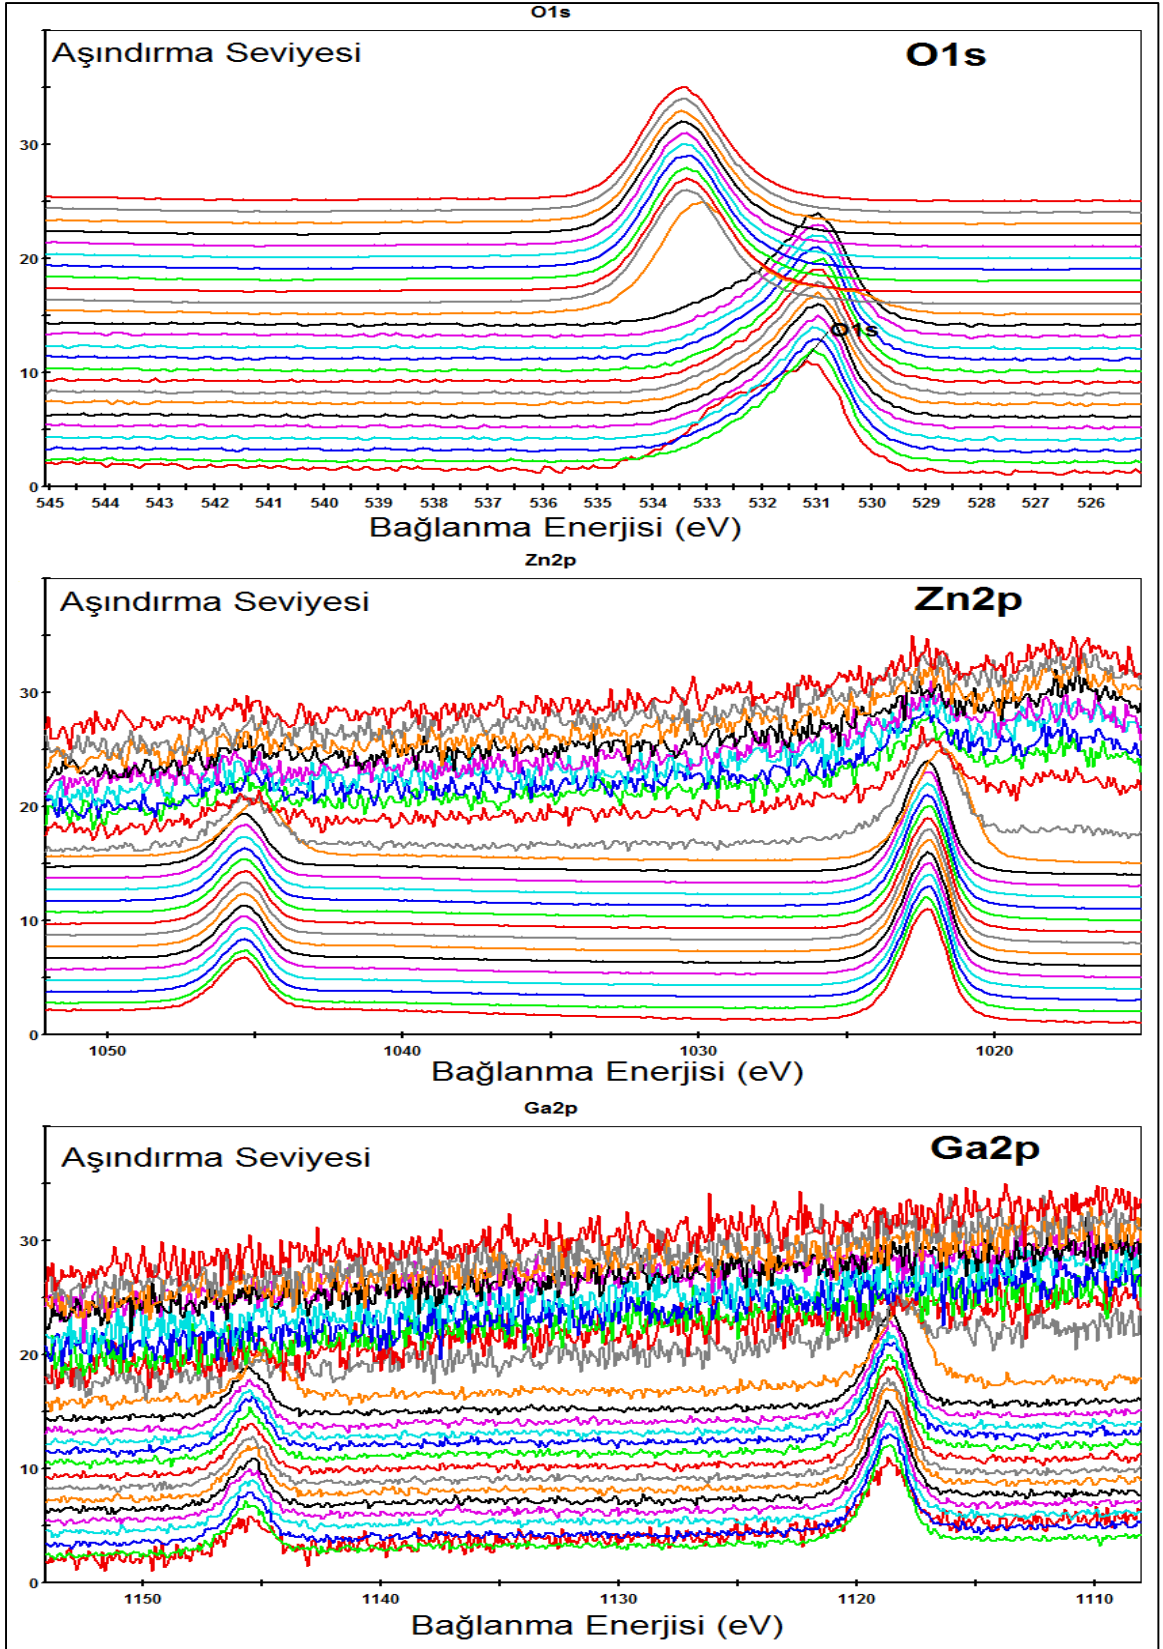 O1s
Aşındırma Seviyesi
O1s
30
20
O1s
10
0
545 544 543 542 541 540 539 538 537 536 535 534 533 532 531 530 529 528 527 526
Bağlanma Enerjisi (eV)
Zn2p
Aşındırma Seviyesi
Zn2p
30
20
10
0
1050 1040 1030 1020
Bağlanma Enerjisi (eV)
Ga2p
Aşındırma Seviyesi
Ga2p
30
20
10
0
1150 1140 1130 1120 1110
Bağlanma Enerjisi (eV)